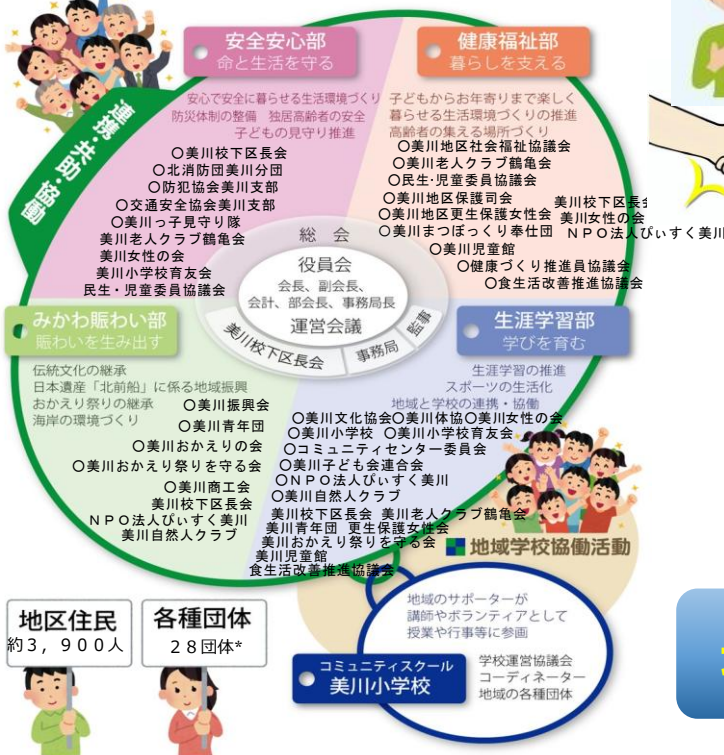 安全安心部
命と生活を守る
安心で安全に暮らせる生活環境づくり
防災体制の整備　独居高齢者の安全
子どもの見守り推進
〇美川校下区長会
〇北消防団美川分団
〇防犯協会美川支部
〇交通安全協会美川支部
〇美川っ子見守り隊
美川老人クラブ鶴亀会
美川女性の会
美川小学校育友会
民生・児童委員協議会
健康福祉部
暮らしを支える
子どもからお年寄りまで楽しく
暮らせる生活環境づくりの推進
高齢者の集える場所づくり
〇美川地区社会福祉協議会
〇美川老人クラブ鶴亀会
〇民生・児童委員協議会
〇美川地区保護司会
〇美川地区更生保護女性会
〇美川まつぼっくり奉仕団
〇美川児童館
〇健康づくり推進員協議会
〇食生活改善推進協議会
美川校下区長会
美川女性の会
ＮＰＯ法人ぴぃすく美川
連携・共助・協働
総　会
役員会
会長、副会長、
会計、部会長、事務局長
運営会議
美川校下区長会
事務局
監事
みかわ賑わい部
賑わいを生み出す
伝統文化の継承
日本遺産「北前船」に係る地域振興
おかえり祭りの継承
海岸の環境づくり
〇美川振興会
〇美川青年団
〇美川おかえりの会
〇美川おかえり祭りを守る会
〇美川商工会
美川校下区長会
ＮＰＯ法人ぴぃすく美川
美川自然人クラブ
生涯学習部
学びを育む
生涯学習の推進
スポーツの生活化
地域と学校の連携・協働
〇美川文化協会〇美川体協〇美川女性の会
〇美川小学校　〇美川小学校育友会
〇コミュニティセンター委員会
〇美川子ども会連合会
〇ＮＰＯ法人ぴぃすく美川
〇美川自然人クラブ
美川校下区長会　美川老人クラブ鶴亀会
美川青年団　更生保護女性会
美川おかえり祭りを守る会
美川児童館
食生活改善推進協議会
地域学校協働活動
地域のサポーターが
講師やボランティアとして
授業や行事等に参画
コミュニティスクール
美川小学校
学校運営協議会
コーディネーター
地域の各種団体
地区住民
約３，９００人
各種団体
２８団体*